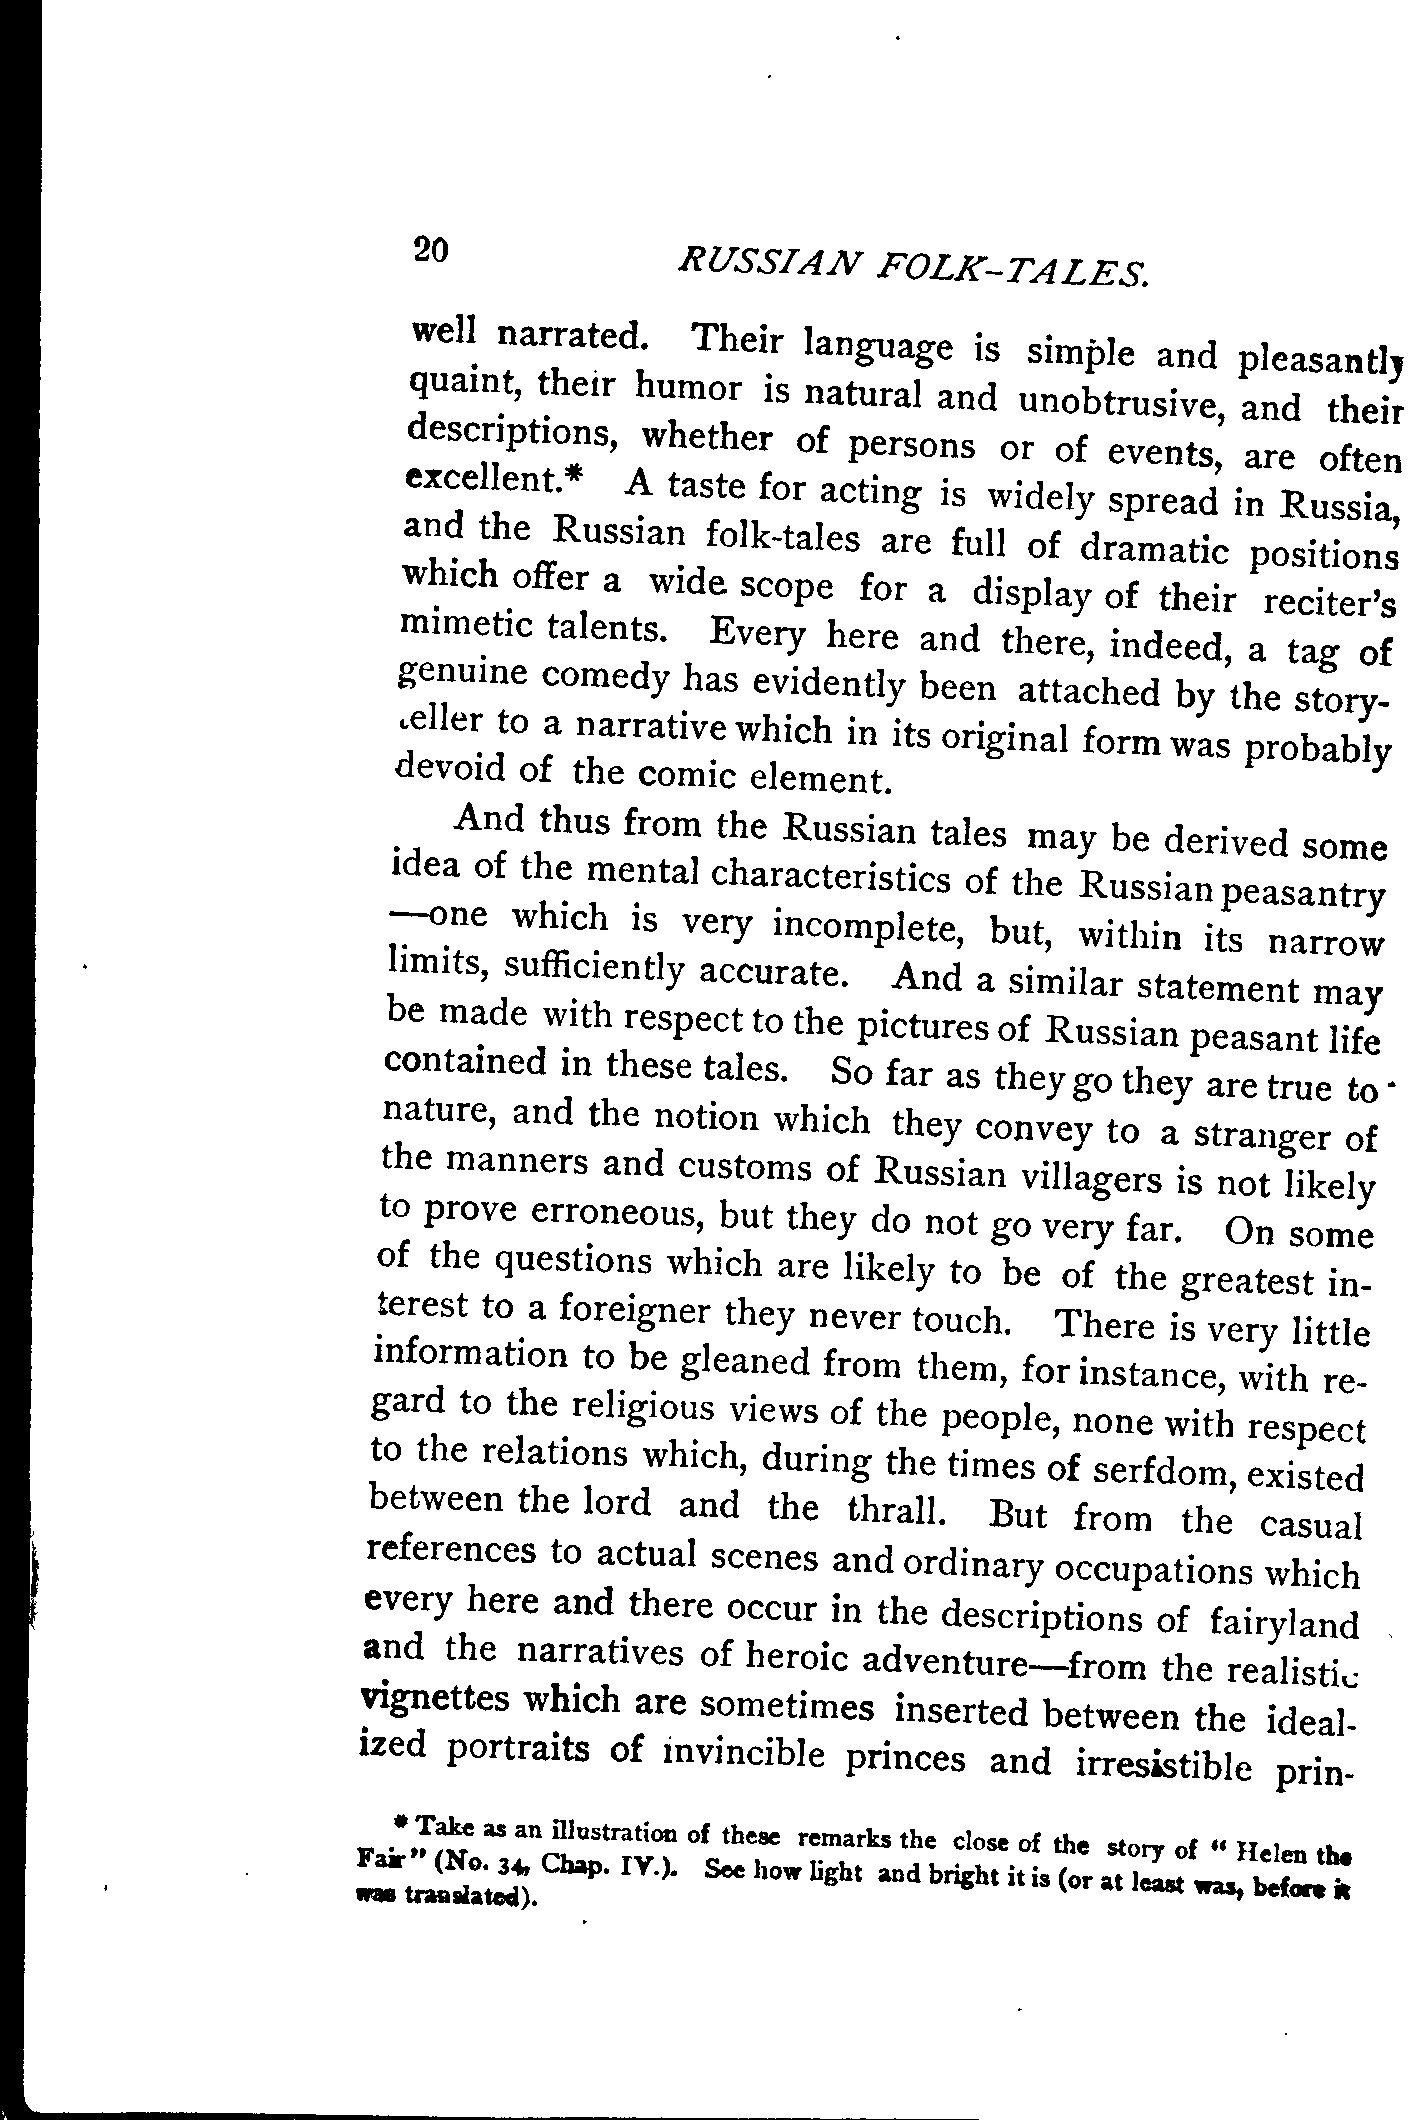 20 RUSSIAN FOLK-TALES.
well narrated. Their language is simple and pleasantly
quaint, their humor is natural and unobtrusive, and their
descriptions, whether of persons or of events, are often
excellent.* A taste for acting is widely spread in Russia,
and the Russian folk-tales are full of dramatic positions
which offer a wide scope for a display of their reciter's
mimetic talents. Every here and there, indeed, a tag of
genuine comedy has evidently been attached by the story-
teller to a narrative which in its original form was probably
devoid of the comic element.
And thus from the Russian tales may be derived some
idea of the mental characteristics of the Russian peasantry
—one which is very incomplete, but, within its narrow
limits, sufficiently accurate. And a similar statement may
be made with respect to the pictures of Russian peasant life
contained in these tales. So far as they go they are true to
nature, and the notion which they convey to a stranger of
the manners and customs of Russian villagers is not likely
to prove erroneous, but they do not go very far. On some
of the questions which are likely to be of the greatest in-
terest to a foreigner they never touch. There is very little
information to be gleaned from them, for instance, with re-
gard to the religious views of the people, none with respect
to the relations which, during the times of serfdom, existed
between the lord and the thrall. But from the casual
references to actual scenes and ordinary occupations which
every here and there occur in the descriptions of fairyland
and the narratives of heroic adventure—from the realistic
vignettes which are sometimes inserted between the ideal-
ized portraits of invincible princes and irresistible prin-
* Take as an illustration of these remarks the close of the story of "Helen the
Fair" (No. 34, Chap. IV.). See how light and bright it is (or at least was, before it
was translated).